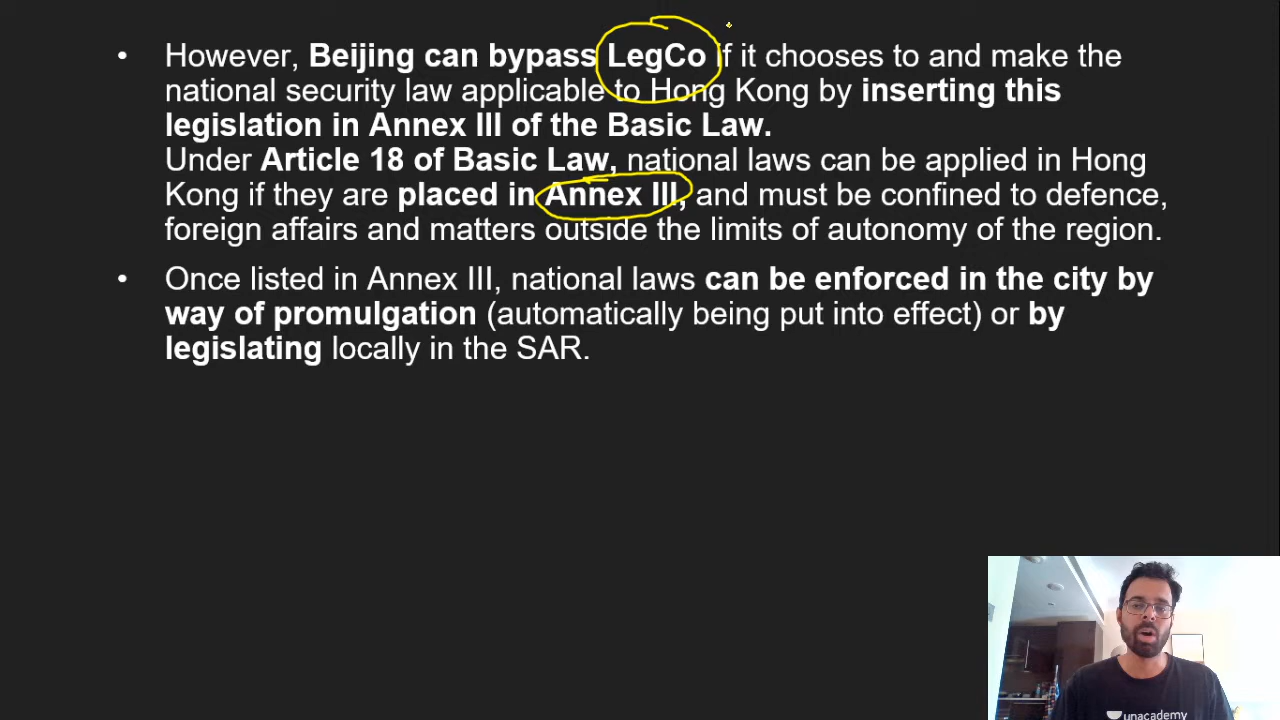 • However, Beijing can bypass LegCo if it chooses to and make the
national security law applicable to Hong Kong by inserting this
legislation in Annex III of the Basic Law.
Under Article 18 of Basic Law, national laws can be applied in Hong
Kong if they are placed in Annex III, and must be confined to defence,
foreign affairs and matters outside the limits of autonomy of the region.
• Once listed in Annex III, national laws can be enforced in the city by
way of promulgation (automatically being put into effect) or by
legislating locally in the SAR.
unacademy